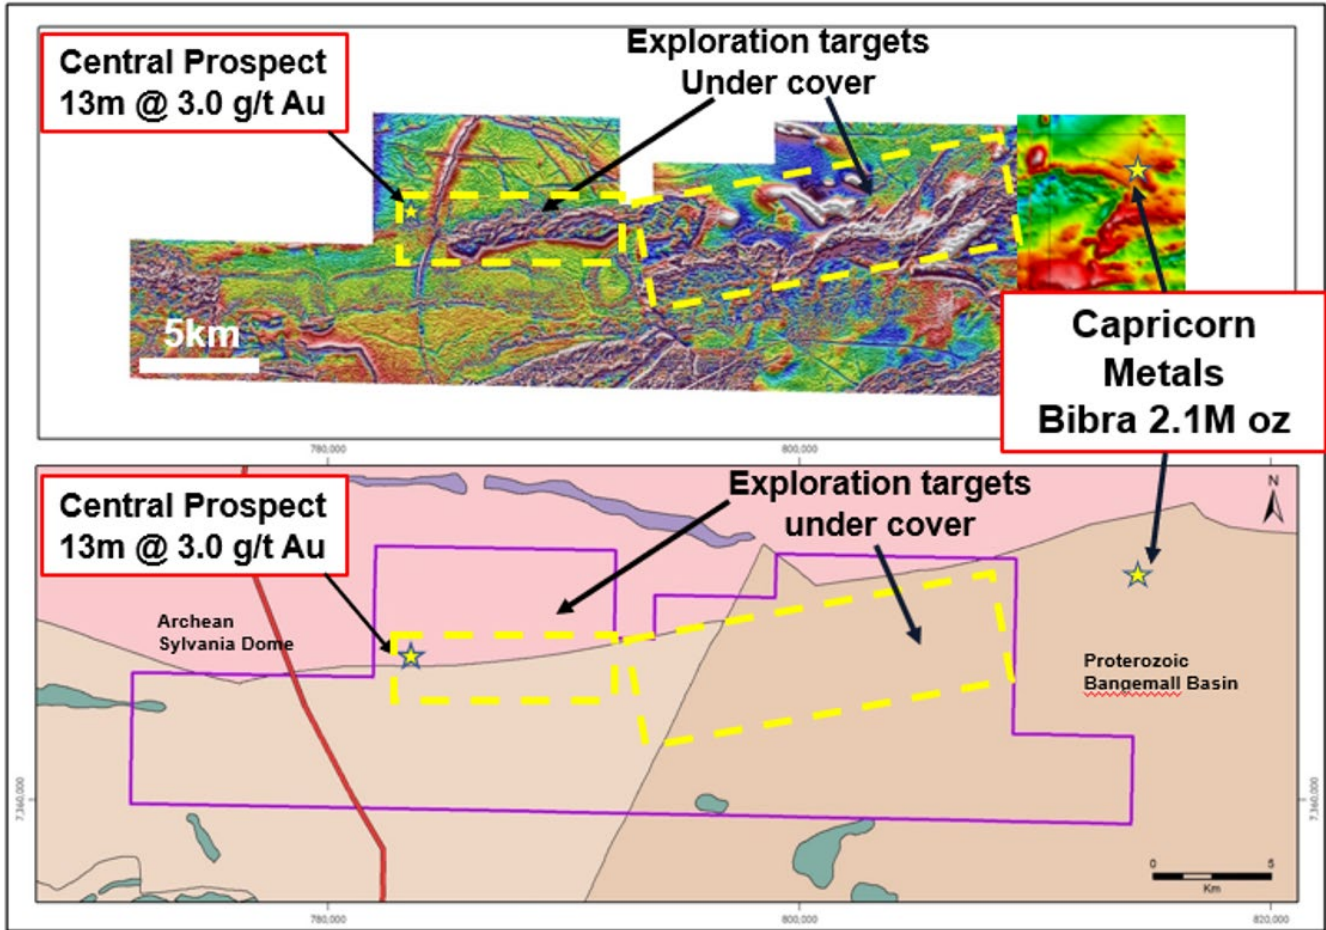 Central Prospect
13m @ 3.0 g/t Au
Exploration targets
Under cover
5km
Capricorn
Metals
Bibra 2.1M oz
780,000
800,000
Central Prospect
13m @ 3.0 g/t Au
Exploration targets
under cover
N
Archean
Sylvania Dome
Proterozoic
Bangemall Basin
7,360,000
7,360,000
0 5
Km
780,000
800,000
820,000